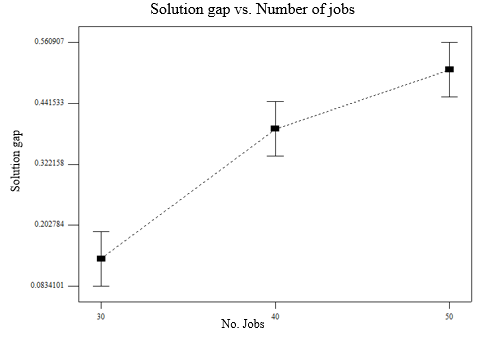 Solution gap vs. Number of jobs
0.560907
0.441533
0.322158
0.202784
0.0834101
Solution gap
30
40
50
No. Jobs